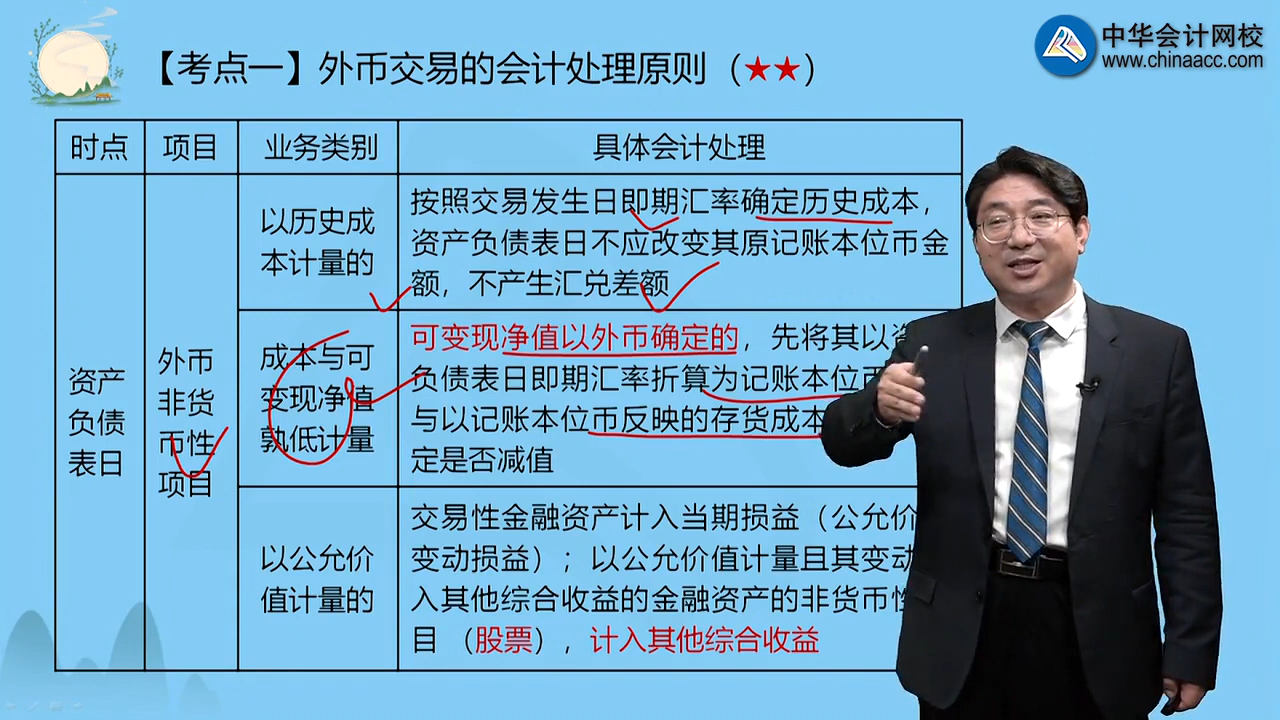 中华会计网校
www.chinaacc.com
【考点一】外币交易的会计处理原则（★★）
时点 项目 业务类别 具体会计处理
资产
负债
表日
外币
非货
币性
项目
以历史成
本计量的
按照交易发生日即期汇率确定历史成本，
资产负债表日不应改变其原记账本位币金
额，不产生汇兑差额
成本与可
变现净值
孰低计量
可变现净值以外币确定的，先将其以资
负债表日即期汇率折算为记账本位币
与以记账本位币反映的存货成本
定是否减值
以公允价
值计量的
交易性金融资产计入当期损益（公允价
变动损益）；以公允价值计量且其变动
入其他综合收益的金融资产的非货币性
目（股票），计入其他综合收益